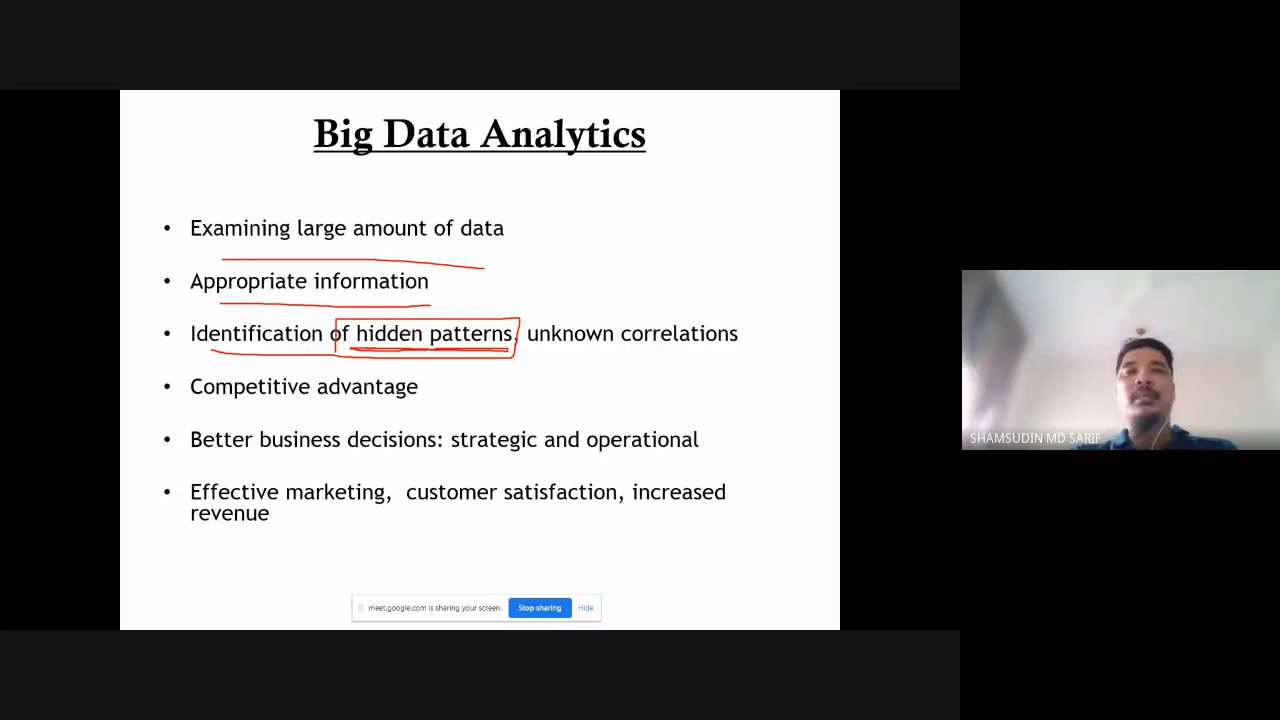 Big Data Analytics
• Examining large amount of data
• Appropriate information
• Identification of hidden patterns, unknown correlations
• Competitive advantage
• Better business decisions: strategic and operational
• Effective marketing, customer satisfaction, increased
revenue
meet.google.com is sharing your screen. Stop sharing Hide
SHAMSUDIN MD SARIF